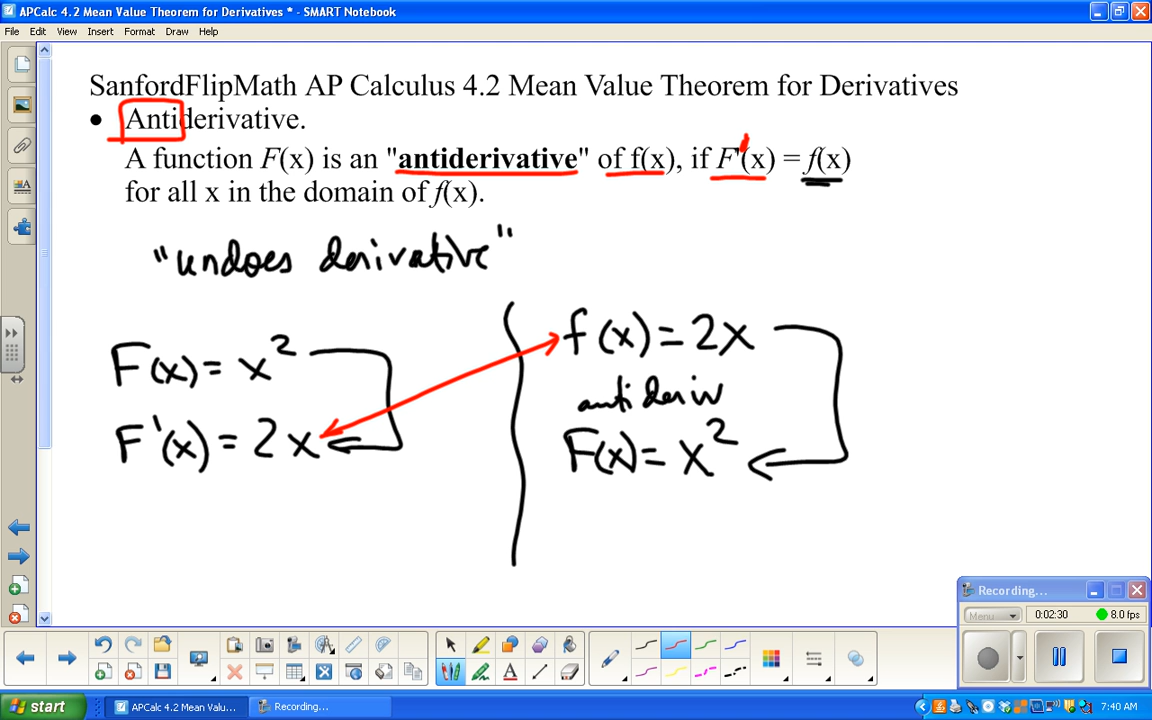 APCalc 4.2 Mean Value Theorem for Derivatives * - SMART Notebook
File Edit View Insert Format Draw Help
SanfordFlipMath AP Calculus 4.2 Mean Value Theorem for Derivatives
• Antiderivative.
A function F(x) is an "antiderivative" of f(x), if F'(x) = f(x)
for all x in the domain of f(x).
"undoes derivative"
F(x) = x²
F'(x) = 2x
f(x) = 2x
antideriv
F(x) = x²
Recording...
Menu 0:02:30 8.0 fps
start APCalc 4.2 Mean Valu... Recording... 7:40 AM